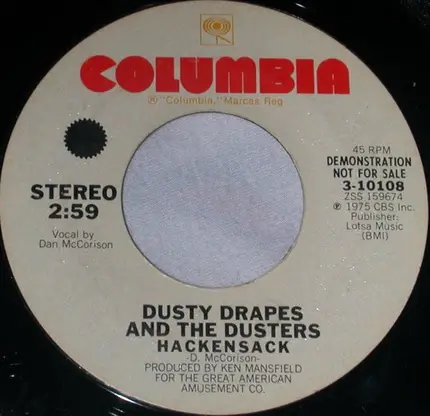 COLUMBIA
® "Columbia," Marcas Reg
45 RPM
DEMONSTRATION
NOT FOR SALE
3-10108
ZSS 159674
℗ 1975 CBS Inc.
Publisher:
Lotsa Music
(BMI)
STEREO
2:59
Vocal by
Dan McCorison
DUSTY DRAPES
AND THE DUSTERS
HACKENSACK
-D. McCorison-
PRODUCED BY KEN MANSFIELD
FOR THE GREAT AMERICAN
AMUSEMENT CO.